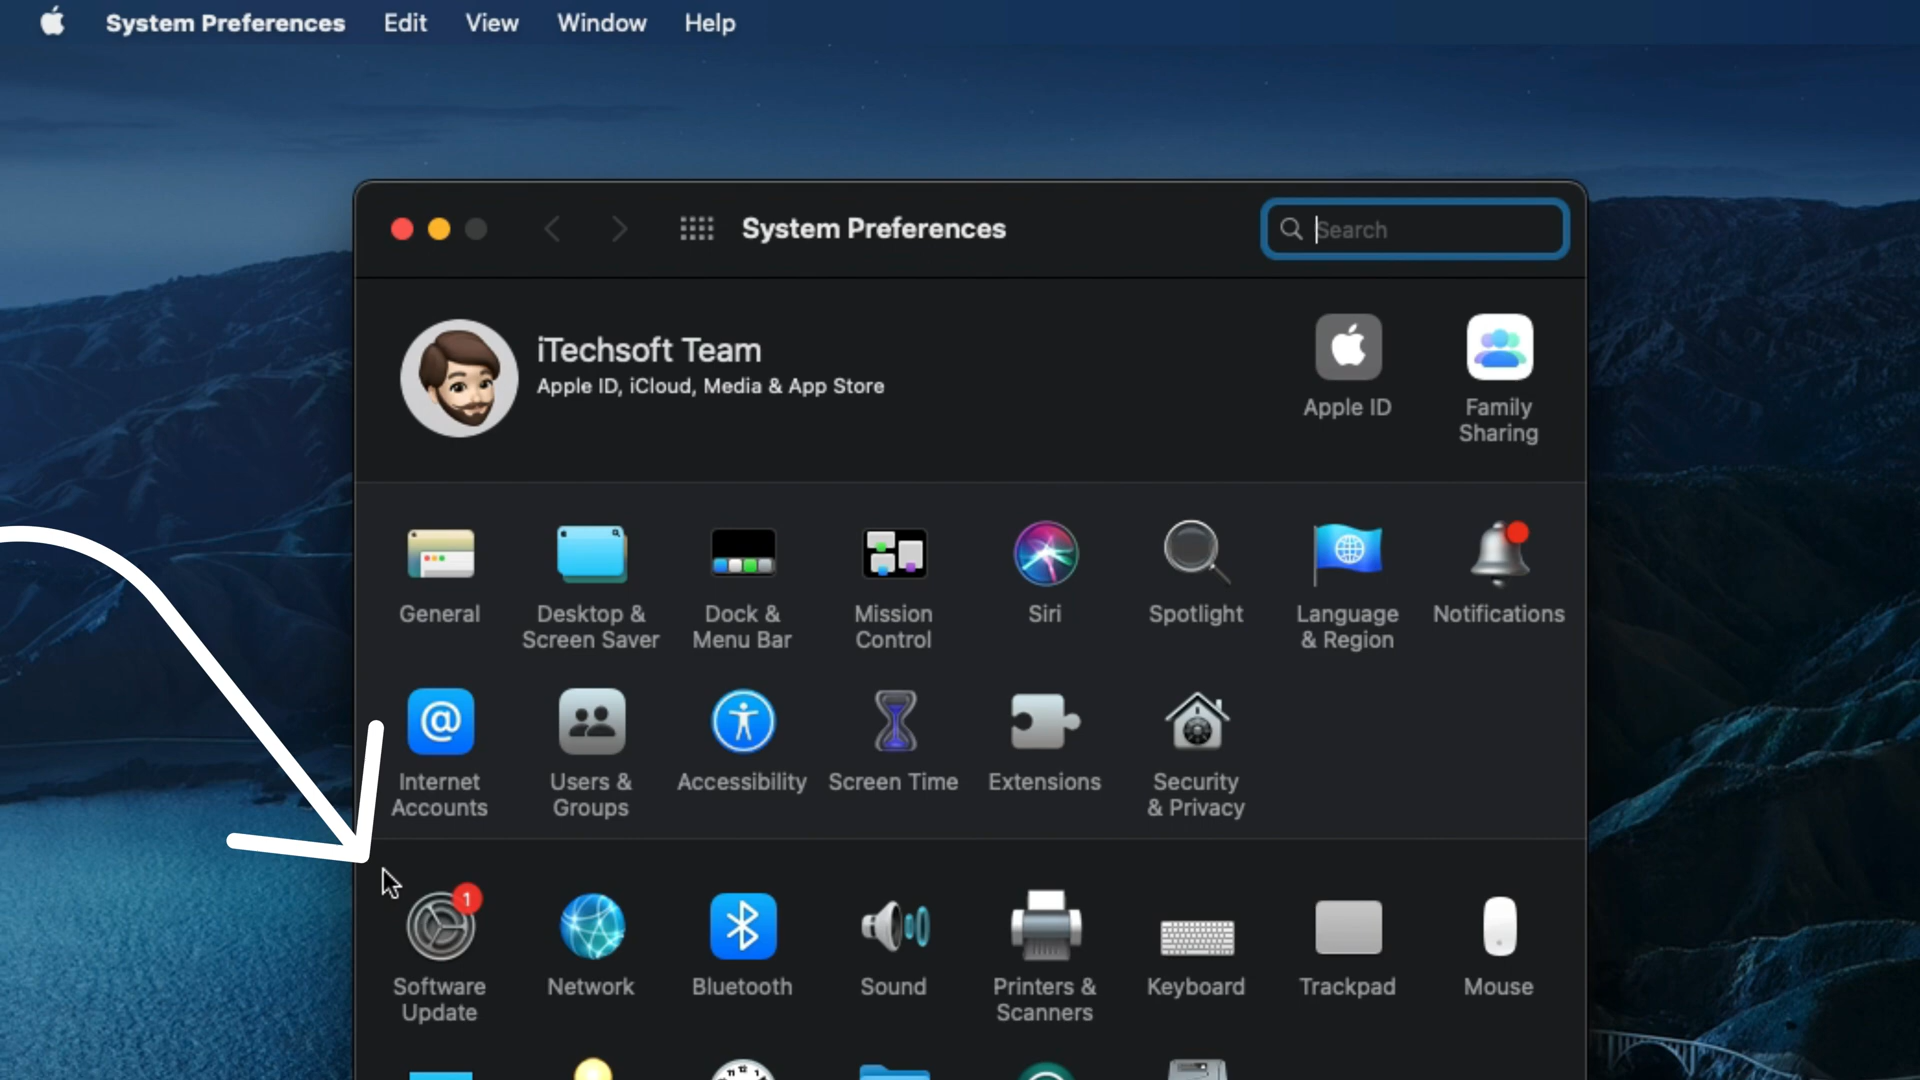 System Preferences Edit View Window Help
System Preferences
Search
iTechsoft Team
Apple ID, iCloud, Media & App Store
Apple ID
Family
Sharing
General
Desktop &
Screen Saver
Dock &
Menu Bar
Mission
Control
Siri
Spotlight
Language
& Region
Notifications
@
Internet
Accounts
Users &
Groups
Accessibility
Screen Time
Extensions
Security
& Privacy
1
Software
Update
Network
Bluetooth
Sound
Printers &
Scanners
Keyboard
Trackpad
Mouse